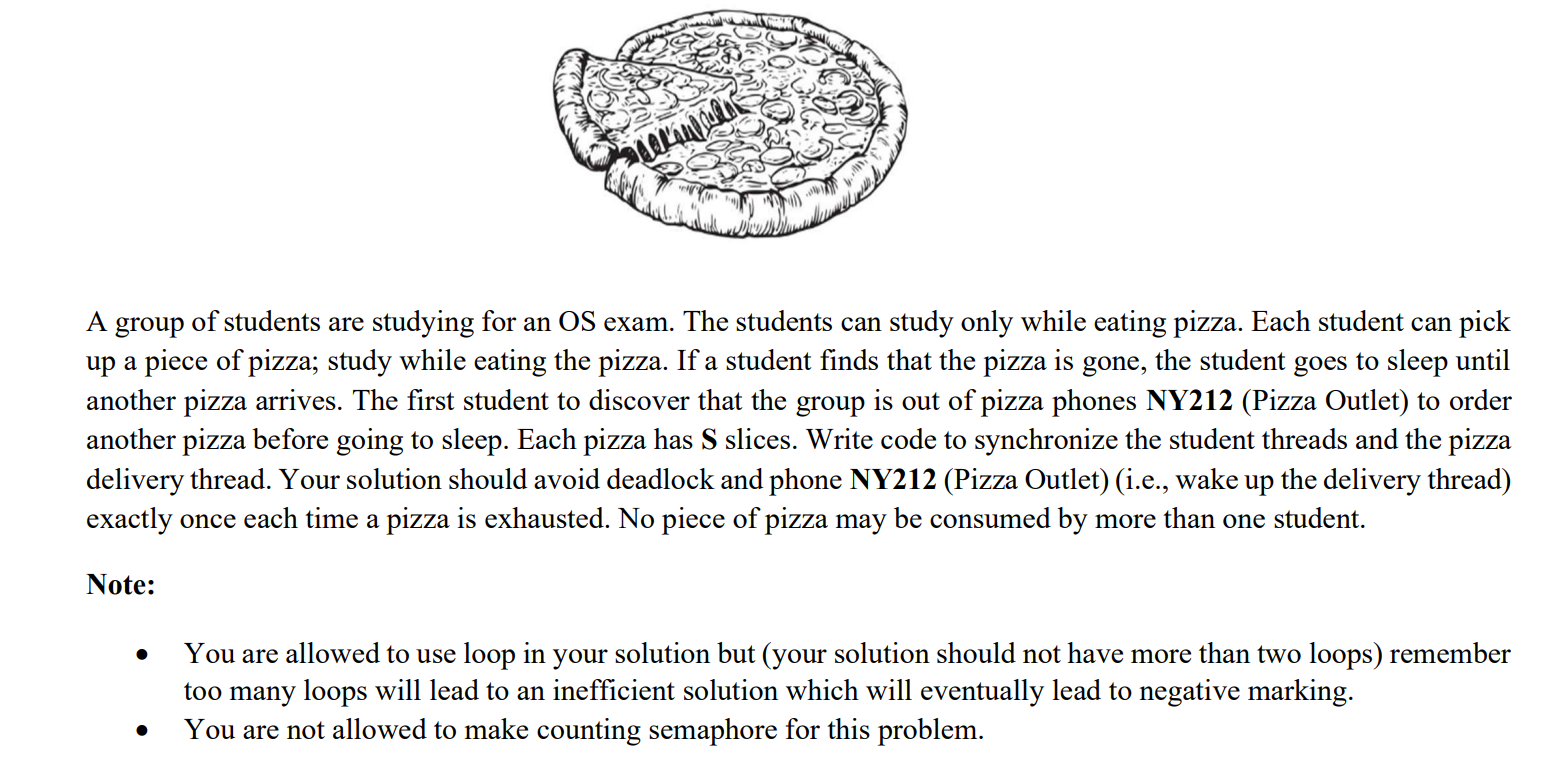 A group of students are studying for an OS exam. The students can study only while eating pizza. Each student can pick
up a piece of pizza; study while eating the pizza. If a student finds that the pizza is gone, the student goes to sleep until
another pizza arrives. The first student to discover that the group is out of pizza phones NY212 (Pizza Outlet) to order
another pizza before going to sleep. Each pizza has S slices. Write code to synchronize the student threads and the pizza
delivery thread. Your solution should avoid deadlock and phone NY212 (Pizza Outlet) (i.e., wake up the delivery thread)
exactly once each time a pizza is exhausted. No piece of pizza may be consumed by more than one student.
Note:
• You are allowed to use loop in your solution but (your solution should not have more than two loops) remember
too many loops will lead to an inefficient solution which will eventually lead to negative marking.
• You are not allowed to make counting semaphore for this problem.